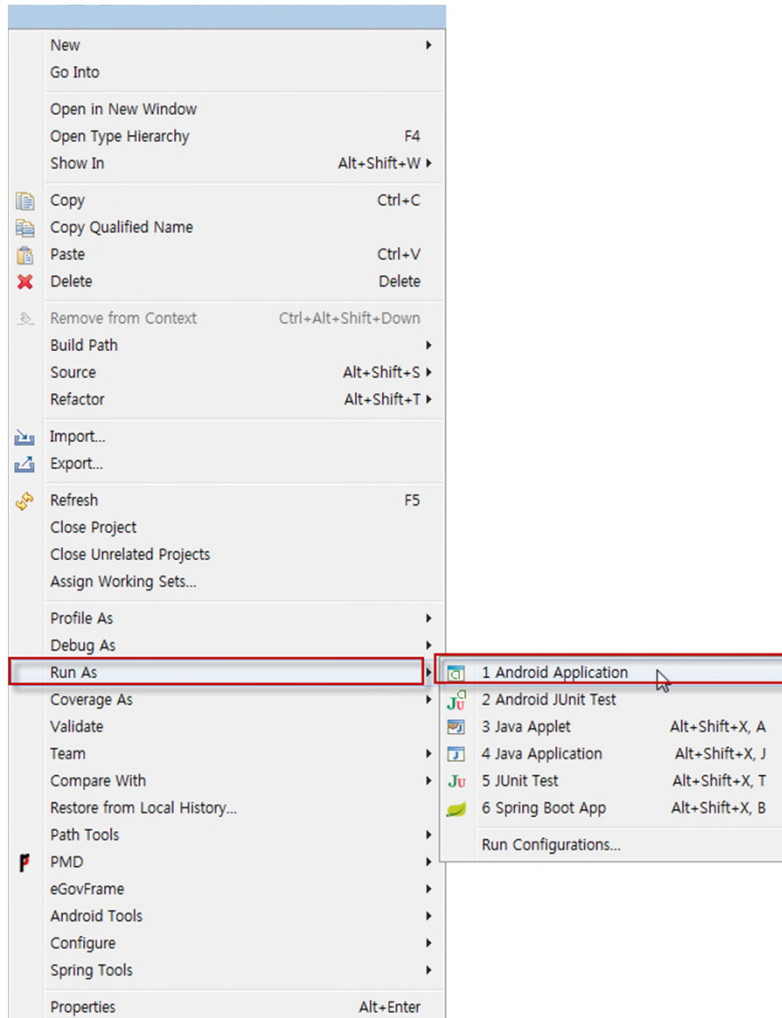 New
Go Into
Open in New Window
Open Type Hierarchy F4
Show In Alt+Shift+W
Copy Ctrl+C
Copy Qualified Name
Paste Ctrl+V
Delete Delete
Remove from Context Ctrl+Alt+Shift+Down
Build Path
Source Alt+Shift+S
Refactor Alt+Shift+T
Import...
Export...
Refresh F5
Close Project
Close Unrelated Projects
Assign Working Sets...
Profile As
Debug As
Run As
Coverage As
Validate
Team
Compare With
Restore from Local History...
Path Tools
PMD
eGovFrame
Android Tools
Configure
Spring Tools
Properties Alt+Enter
1 Android Application
2 Android JUnit Test
3 Java Applet Alt+Shift+X, A
4 Java Application Alt+Shift+X, J
5 JUnit Test Alt+Shift+X, T
6 Spring Boot App Alt+Shift+X, B
Run Configurations...